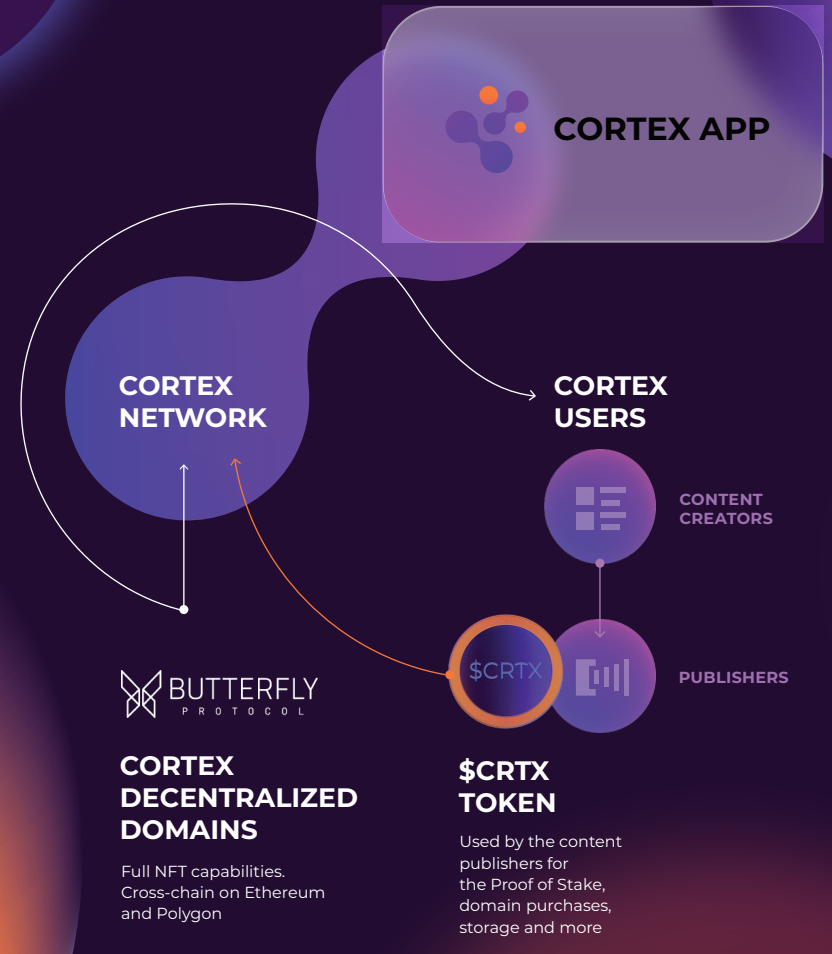 CORTEX APP
CORTEX
NETWORK
CORTEX
USERS
CONTENT
CREATORS
$CRTX
PUBLISHERS
BUTTERFLY
PROTOCOL
CORTEX
DECENTRALIZED
DOMAINS
Full NFT capabilities.
Cross-chain on Ethereum
and Polygon
$CRTX
TOKEN
Used by the content
publishers for
the Proof of Stake,
domain purchases,
storage and more